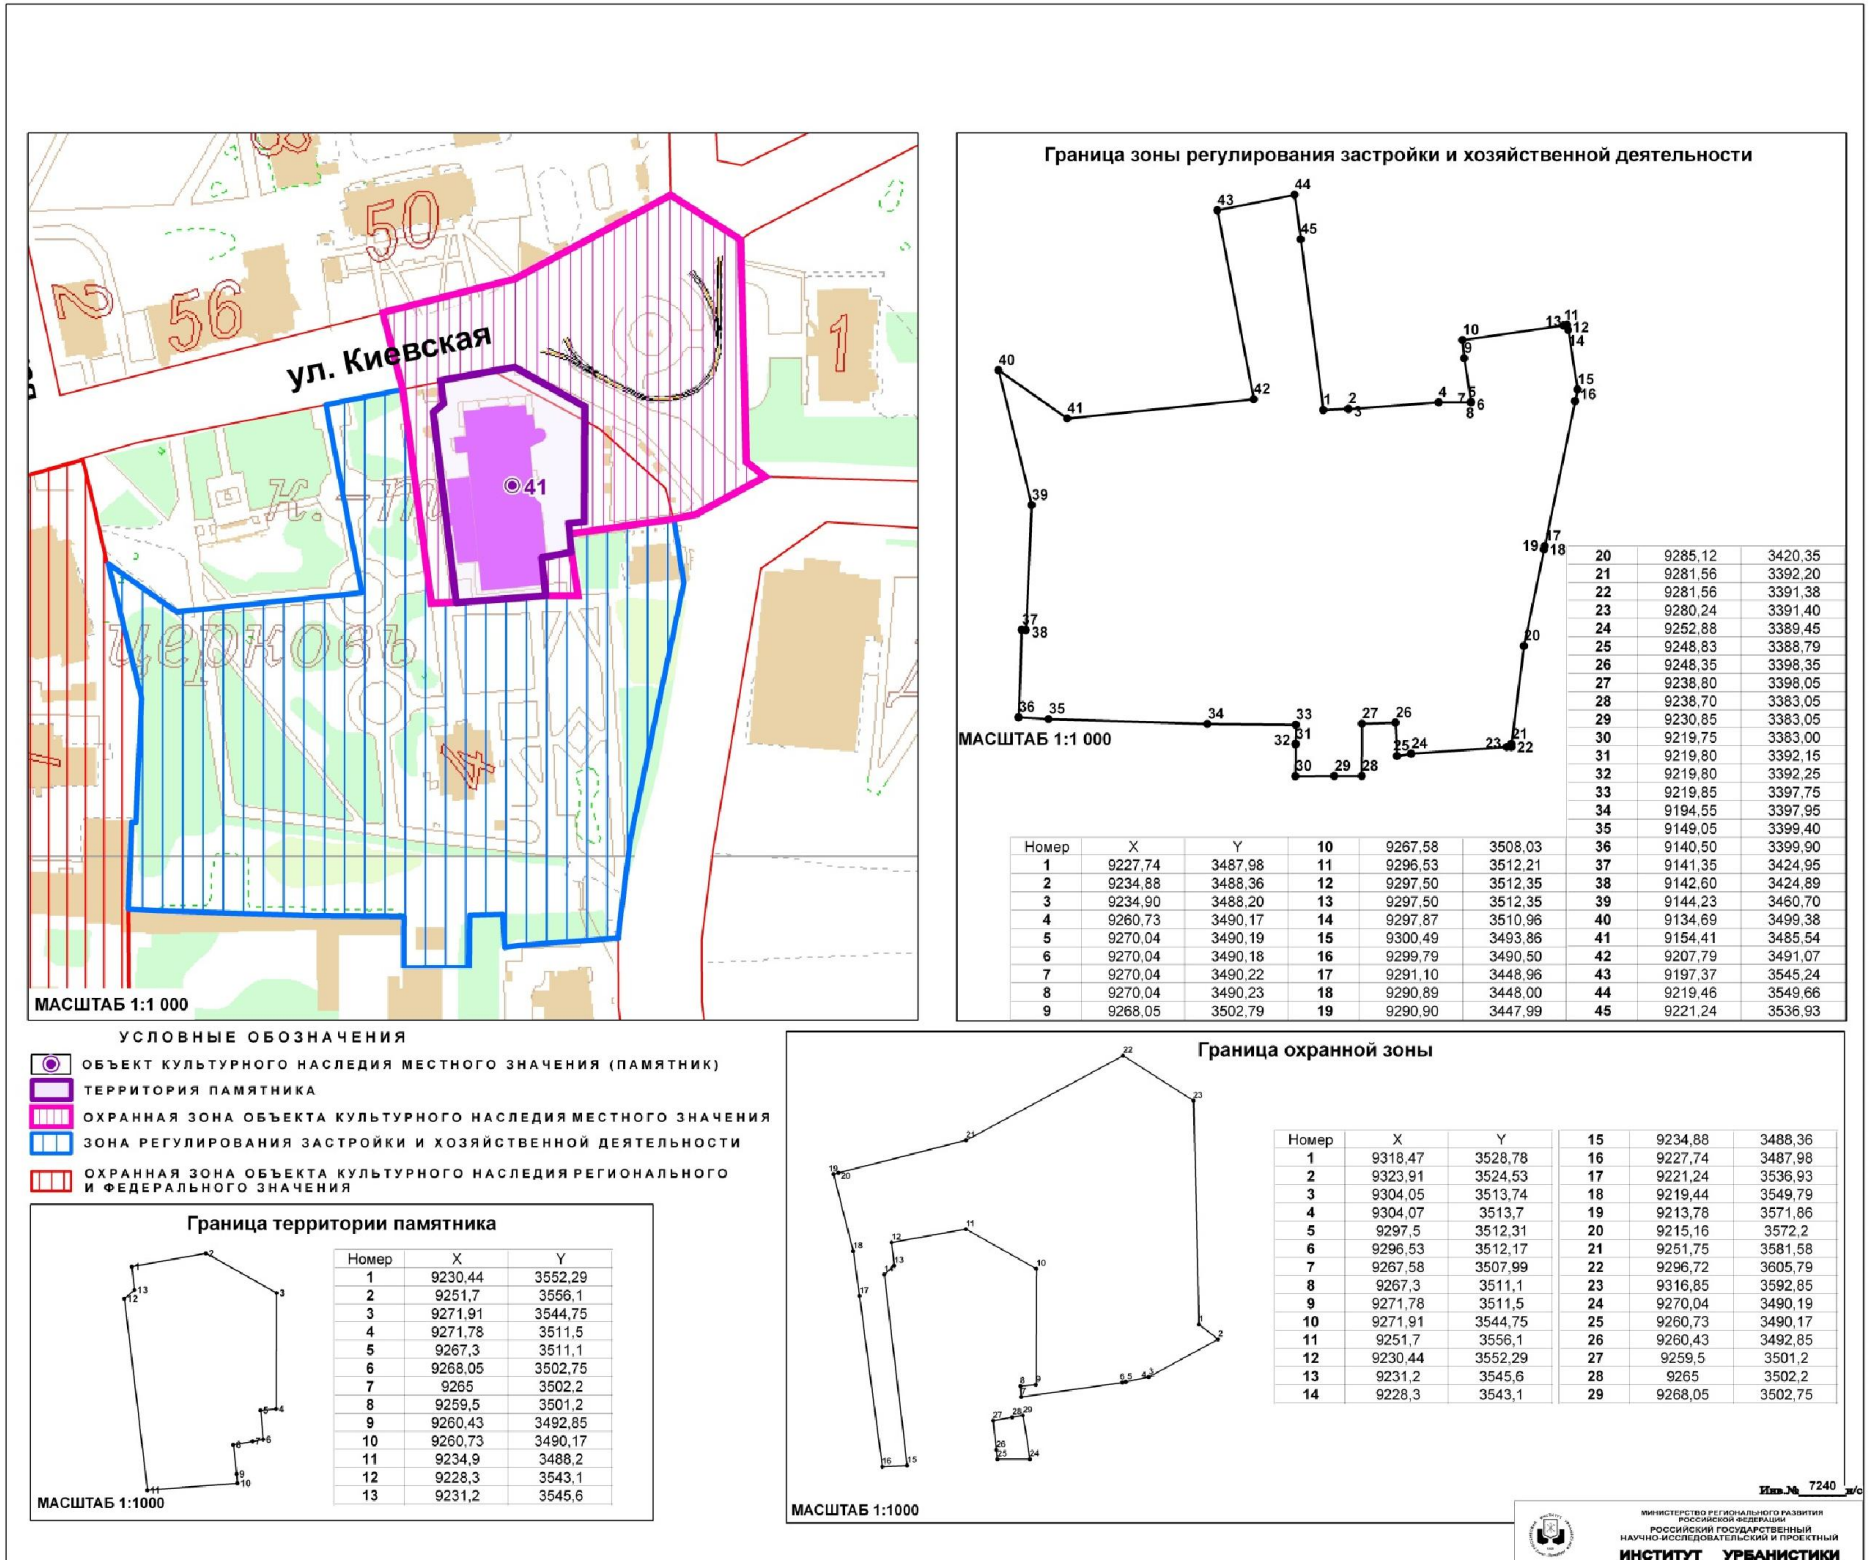 50
56
2
1
ул. Киевская
41
к.-т
церковь
4
МАСШТАБ 1:1 000
Граница зоны регулирования застройки и хозяйственной деятельности
МАСШТАБ 1:1 000
20 9285,12 3420,35
21 9281,56 3392,20
22 9281,56 3391,38
23 9280,24 3391,40
24 9252,88 3389,45
25 9248,83 3388,79
26 9248,35 3398,35
27 9238,80 3398,05
28 9238,70 3383,05
29 9230,85 3383,05
30 9219,75 3383,00
31 9219,80 3392,15
32 9219,80 3392,25
33 9219,85 3397,75
34 9194,55 3397,95
35 9149,05 3399,40
Номер X Y 10 9267,58 3508,03 36 9140,50 3399,90
1 9227,74 3487,98 11 9296,53 3512,21 37 9141,35 3424,95
2 9234,88 3488,36 12 9297,50 3512,35 38 9142,60 3424,89
3 9234,90 3488,20 13 9297,50 3512,35 39 9144,23 3460,70
4 9260,73 3490,17 14 9297,87 3510,96 40 9134,69 3499,38
5 9270,04 3490,19 15 9300,49 3493,86 41 9154,41 3485,54
6 9270,04 3490,18 16 9299,79 3490,50 42 9207,79 3491,07
7 9270,04 3490,22 17 9291,10 3448,96 43 9197,37 3545,24
8 9270,04 3490,23 18 9290,89 3448,00 44 9219,46 3549,66
9 9268,05 3502,79 19 9290,90 3447,99 45 9221,24 3536,93
УСЛОВНЫЕ ОБОЗНАЧЕНИЯ
ОБЪЕКТ КУЛЬТУРНОГО НАСЛЕДИЯ МЕСТНОГО ЗНАЧЕНИЯ (ПАМЯТНИК)
ТЕРРИТОРИЯ ПАМЯТНИКА
ОХРАННАЯ ЗОНА ОБЪЕКТА КУЛЬТУРНОГО НАСЛЕДИЯ МЕСТНОГО ЗНАЧЕНИЯ
ЗОНА РЕГУЛИРОВАНИЯ ЗАСТРОЙКИ И ХОЗЯЙСТВЕННОЙ ДЕЯТЕЛЬНОСТИ
ОХРАННАЯ ЗОНА ОБЪЕКТА КУЛЬТУРНОГО НАСЛЕДИЯ РЕГИОНАЛЬНОГО
И ФЕДЕРАЛЬНОГО ЗНАЧЕНИЯ
Граница территории памятника
Номер X Y
1 9230,44 3552,29
2 9251,7 3556,1
3 9271,91 3544,75
4 9271,78 3511,5
5 9267,3 3511,1
6 9268,05 3502,75
7 9265 3502,2
8 9259,5 3501,2
9 9260,43 3492,85
10 9260,73 3490,17
11 9234,9 3488,2
12 9228,3 3543,1
13 9231,2 3545,6
МАСШТАБ 1:1000
Граница охранной зоны
Номер X Y 15 9234,88 3488,36
1 9318,47 3528,78 16 9227,74 3487,98
2 9323,91 3524,53 17 9221,24 3536,93
3 9304,05 3513,74 18 9219,44 3549,79
4 9304,07 3513,7 19 9213,78 3571,86
5 9297,5 3512,31 20 9215,16 3572,2
6 9296,53 3512,17 21 9251,75 3581,58
7 9267,58 3507,99 22 9296,72 3605,79
8 9267,3 3511,1 23 9316,85 3592,85
9 9271,78 3511,5 24 9270,04 3490,19
10 9271,91 3544,75 25 9260,73 3490,17
11 9251,7 3556,1 26 9260,43 3492,85
12 9230,44 3552,29 27 9259,5 3501,2
13 9231,2 3545,6 28 9265 3502,2
14 9228,3 3543,1 29 9268,05 3502,75
МАСШТАБ 1:1000
Инв.№ 7240 н/с
МИНИСТЕРСТВО РЕГИОНАЛЬНОГО РАЗВИТИЯ
РОССИЙСКОЙ ФЕДЕРАЦИИ
РОССИЙСКИЙ ГОСУДАРСТВЕННЫЙ
НАУЧНО-ИССЛЕДОВАТЕЛЬСКИЙ И ПРОЕКТНЫЙ
ИНСТИТУТ УРБАНИСТИКИ